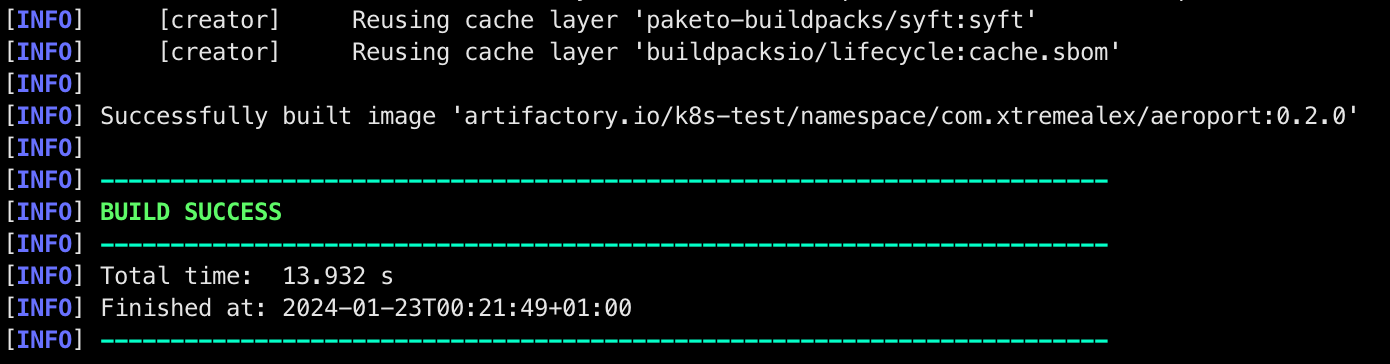 [INFO]     [creator]     Reusing cache layer 'paketo-buildpacks/syft:syft'
[INFO]     [creator]     Reusing cache layer 'buildpacksio/lifecycle:cache.sbom'
[INFO]
[INFO] Successfully built image 'artifactory.io/k8s-test/namespace/com.xtremealex/aeroport:0.2.0'
[INFO]
[INFO] ------------------------------------------------------------------------
[INFO] BUILD SUCCESS
[INFO] ------------------------------------------------------------------------
[INFO] Total time:  13.932 s
[INFO] Finished at: 2024-01-23T00:21:49+01:00
[INFO] ------------------------------------------------------------------------